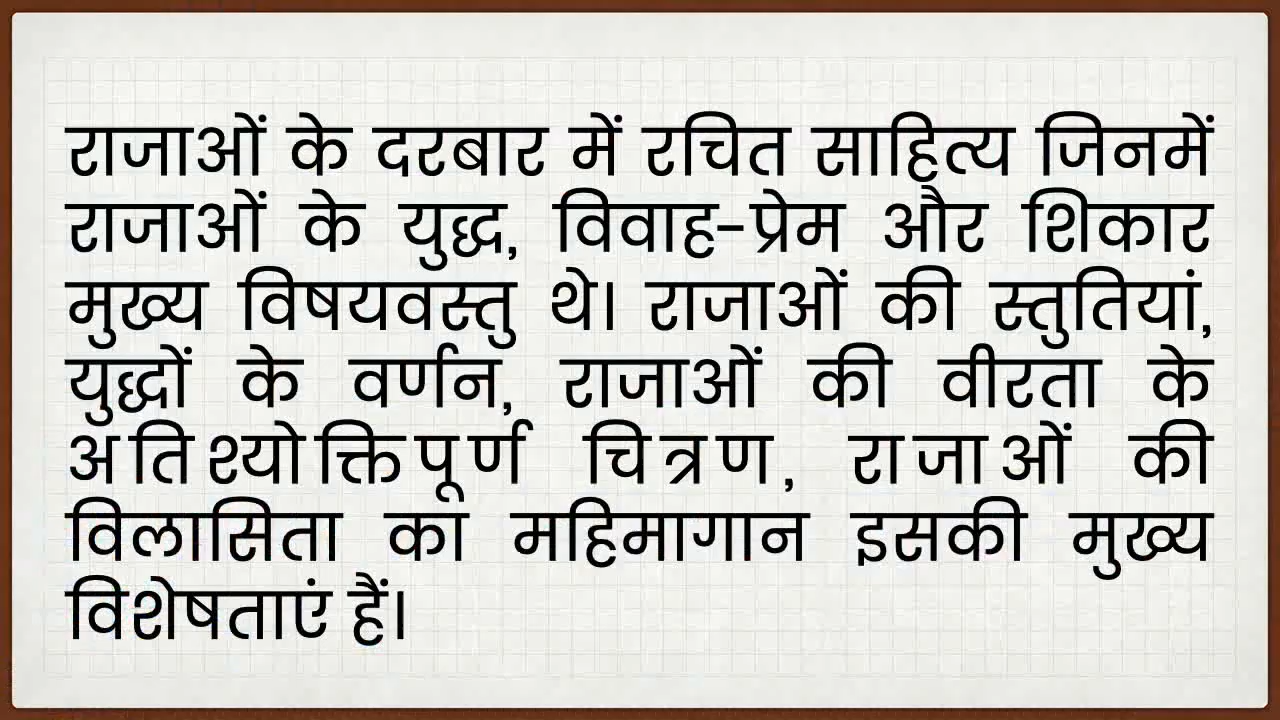 राजाओं के दरबार में रचित साहित्य जिनमें
राजाओं के युद्ध, विवाह-प्रेम और शिकार
मुख्य विषयवस्तु थे। राजाओं की स्तुतियां,
युद्धों के वर्णन, राजाओं की वीरता के
अतिश्योक्तिपूर्ण चित्रण, राजाओं की
विलासिता का महिमागान इसकी मुख्य
विशेषताएं हैं।